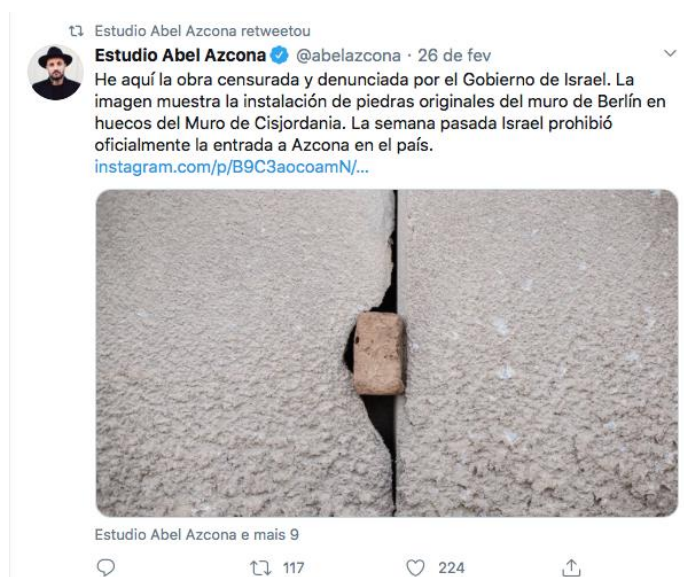 Estudio Abel Azcona retweetou
Estudio Abel Azcona @abelazcona · 26 de fev
He aquí la obra censurada y denunciada por el Gobierno de Israel. La
imagen muestra la instalación de piedras originales del muro de Berlín en
huecos del Muro de Cisjordania. La semana pasada Israel prohibió
oficialmente la entrada a Azcona en el país.
instagram.com/p/B9C3aocoamN/...
Estudio Abel Azcona e mais 9
117 224